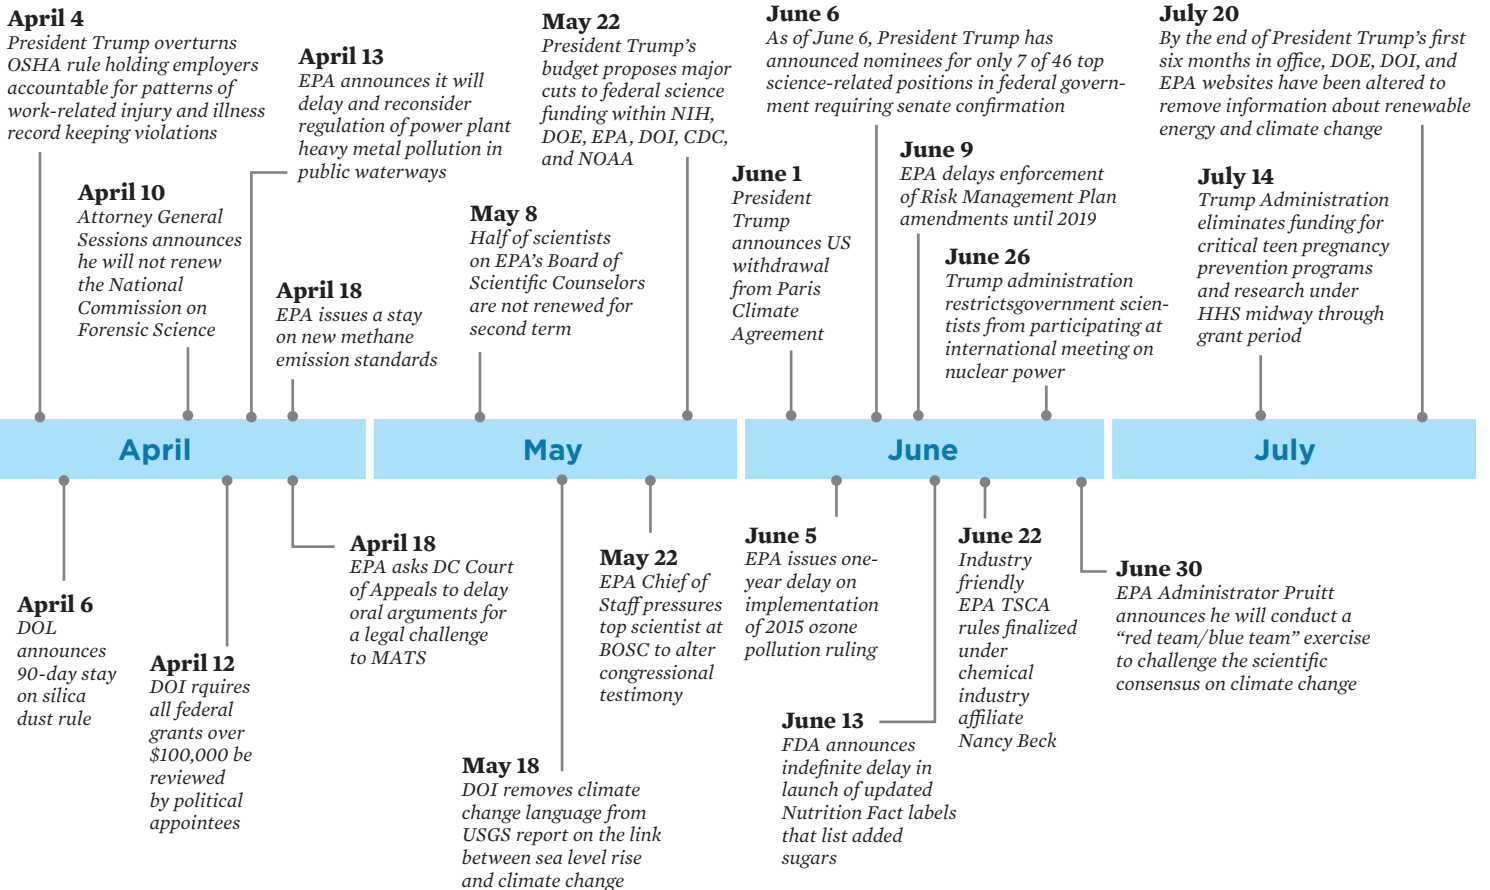 April 4
President Trump overturns
OSHA rule holding employers
accountable for patterns of
work-related injury and illness
record keeping violations
April 10
Attorney General
Sessions announces
he will not renew
the National
Commission on
Forensic Science
April 13
EPA announces it will
delay and reconsider
regulation of power plant
heavy metal pollution in
public waterways
April 18
EPA issues a stay
on new methane
emission standards
May 8
Half of scientists
on EPA's Board of
Scientific Counselors
are not renewed for
second term
May 22
President Trump's
budget proposes major
cuts to federal science
funding within NIH,
DOE, EPA, DOI, CDC,
and NOAA
June 1
President
Trump
announces US
withdrawal
from Paris
Climate
Agreement
June 6
As of June 6, President Trump has
announced nominees for only 7 of 46 top
science-related positions in federal govern-
ment requiring senate confirmation
June 9
EPA delays enforcement
of Risk Management Plan
amendments until 2019
June 26
Trump administration
restrictsgovernment scien-
tists from participating at
international meeting on
nuclear power
July 20
By the end of President Trump's first
six months in office, DOE, DOI, and
EPA websites have been altered to
remove information about renewable
energy and climate change
July 14
Trump Administration
eliminates funding for
critical teen pregnancy
prevention programs
and research under
HHS midway through
grant period
April
May
June
July
April 6
DOL
announces
90-day stay
on silica
dust rule
April 12
DOI rquires
all federal
grants over
$100,000 be
reviewed
by political
appointees
April 18
EPA asks DC Court
of Appeals to delay
oral arguments for
a legal challenge
to MATS
May 18
DOI removes climate
change language from
USGS report on the link
between sea level rise
and climate change
May 22
EPA Chief of
Staff pressures
top scientist at
BOSC to alter
congressional
testimony
June 5
EPA issues one-
year delay on
implementation
of 2015 ozone
pollution ruling
June 13
FDA announces
indefinite delay in
launch of updated
Nutrition Fact labels
that list added
sugars
June 22
Industry
friendly
EPA TSCA
rules finalized
under
chemical
industry
affiliate
Nancy Beck
June 30
EPA Administrator Pruitt
announces he will conduct a
“red team/blue team” exercise
to challenge the scientific
consensus on climate change